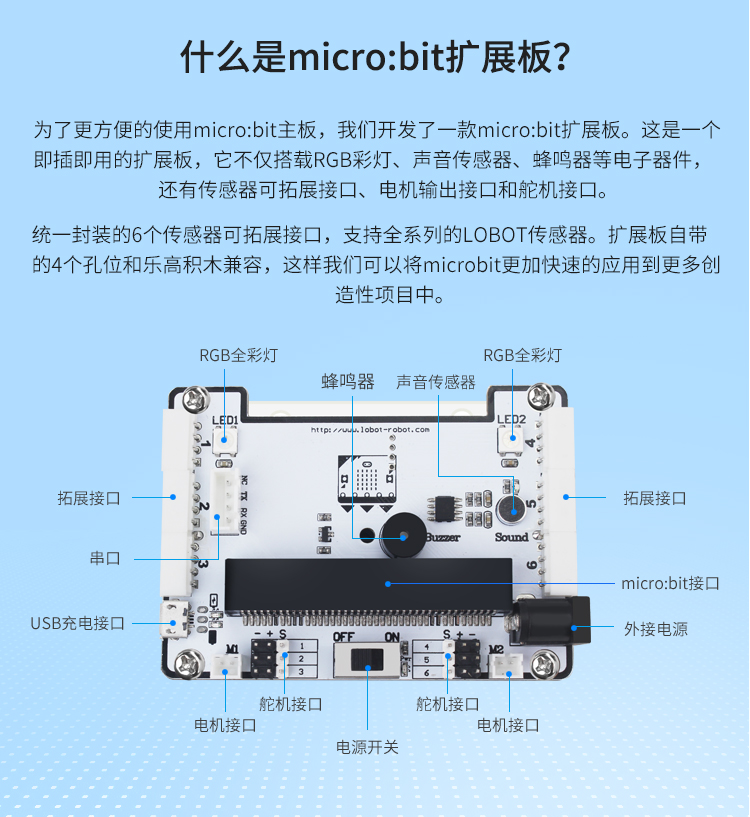 什么是micro:bit扩展板？
为了更方便的使用micro:bit主板，我们开发了一款micro:bit扩展板。这是一个
即插即用的扩展板，它不仅搭载RGB彩灯、声音传感器、蜂鸣器等电子器件，
还有传感器可拓展接口、电机输出接口和舵机接口。
统一封装的6个传感器可拓展接口，支持全系列的LOBOT传感器。扩展板自带
的4个孔位和乐高积木兼容，这样我们可以将microbit更加快速的应用到更多创
造性项目中。
RGB全彩灯
蜂鸣器
声音传感器
RGB全彩灯
LED1
LED2
http://www.lobot-robot.com
1
4
拓展接口
2
NC TX RX GND
5
拓展接口
Buzzer
Sound
串口
3
6
micro:bit接口
USB充电接口
外接电源
M1
- + S
OFF
ON
S + -
M2
1
2
3
4
5
6
舵机接口
舵机接口
电机接口
电机接口
电源开关